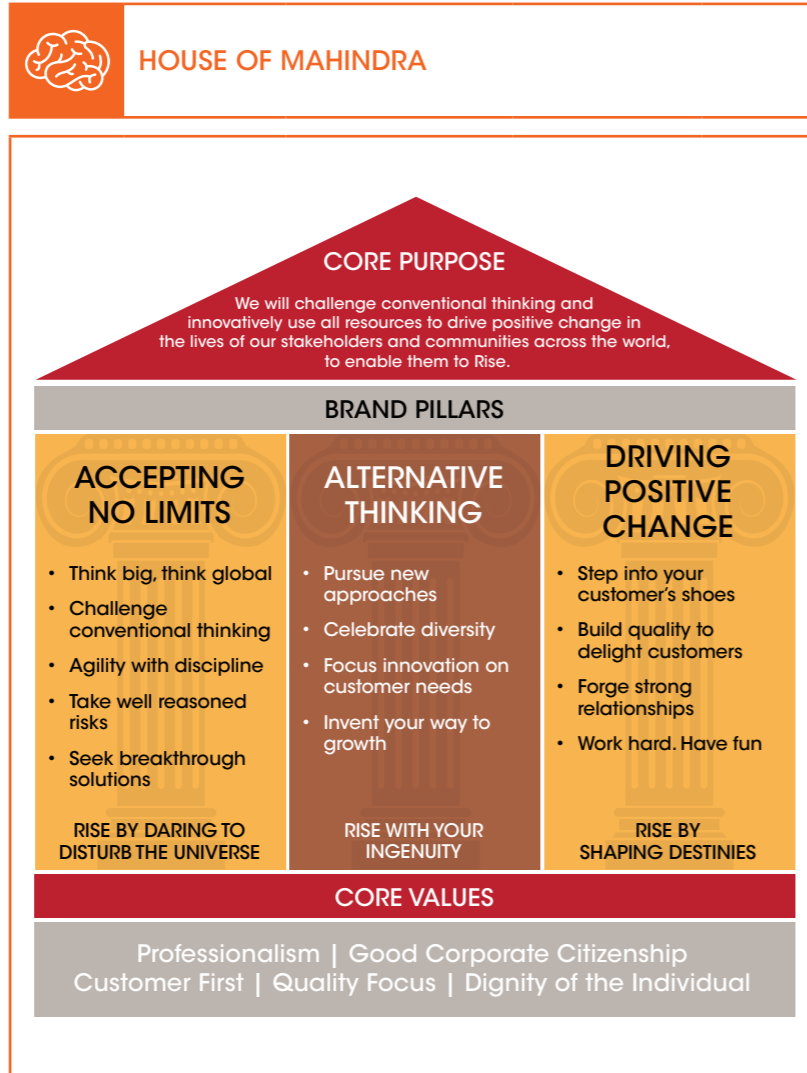 HOUSE OF MAHINDRA
CORE PURPOSE
We will challenge conventional thinking and
innovatively use all resources to drive positive change in
the lives of our stakeholders and communities across the world,
to enable them to Rise.
BRAND PILLARS
ACCEPTING
NO LIMITS
• Think big, think global
• Challenge
conventional thinking
• Agility with discipline
• Take well reasoned
risks
• Seek breakthrough
solutions
RISE BY DARING TO
DISTURB THE UNIVERSE
ALTERNATIVE
THINKING
• Pursue new
approaches
• Celebrate diversity
• Focus innovation on
customer needs
• Invent your way to
growth
RISE WITH YOUR
INGENUITY
DRIVING
POSITIVE
CHANGE
• Step into your
customer's shoes
• Build quality to
delight customers
• Forge strong
relationships
• Work hard. Have fun
RISE BY
SHAPING DESTINIES
CORE VALUES
Professionalism | Good Corporate Citizenship
Customer First | Quality Focus | Dignity of the Individual